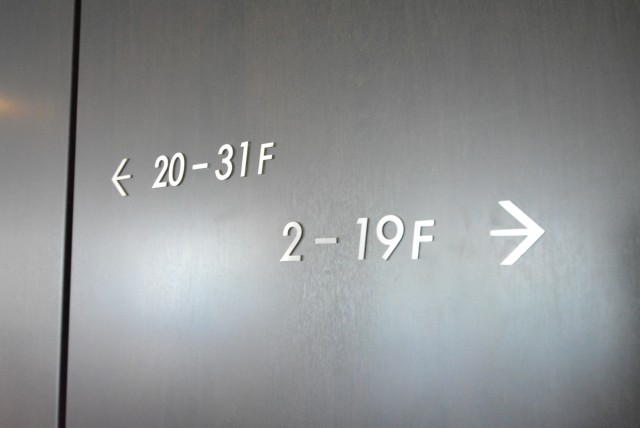 ← 20-31F
2-19F →